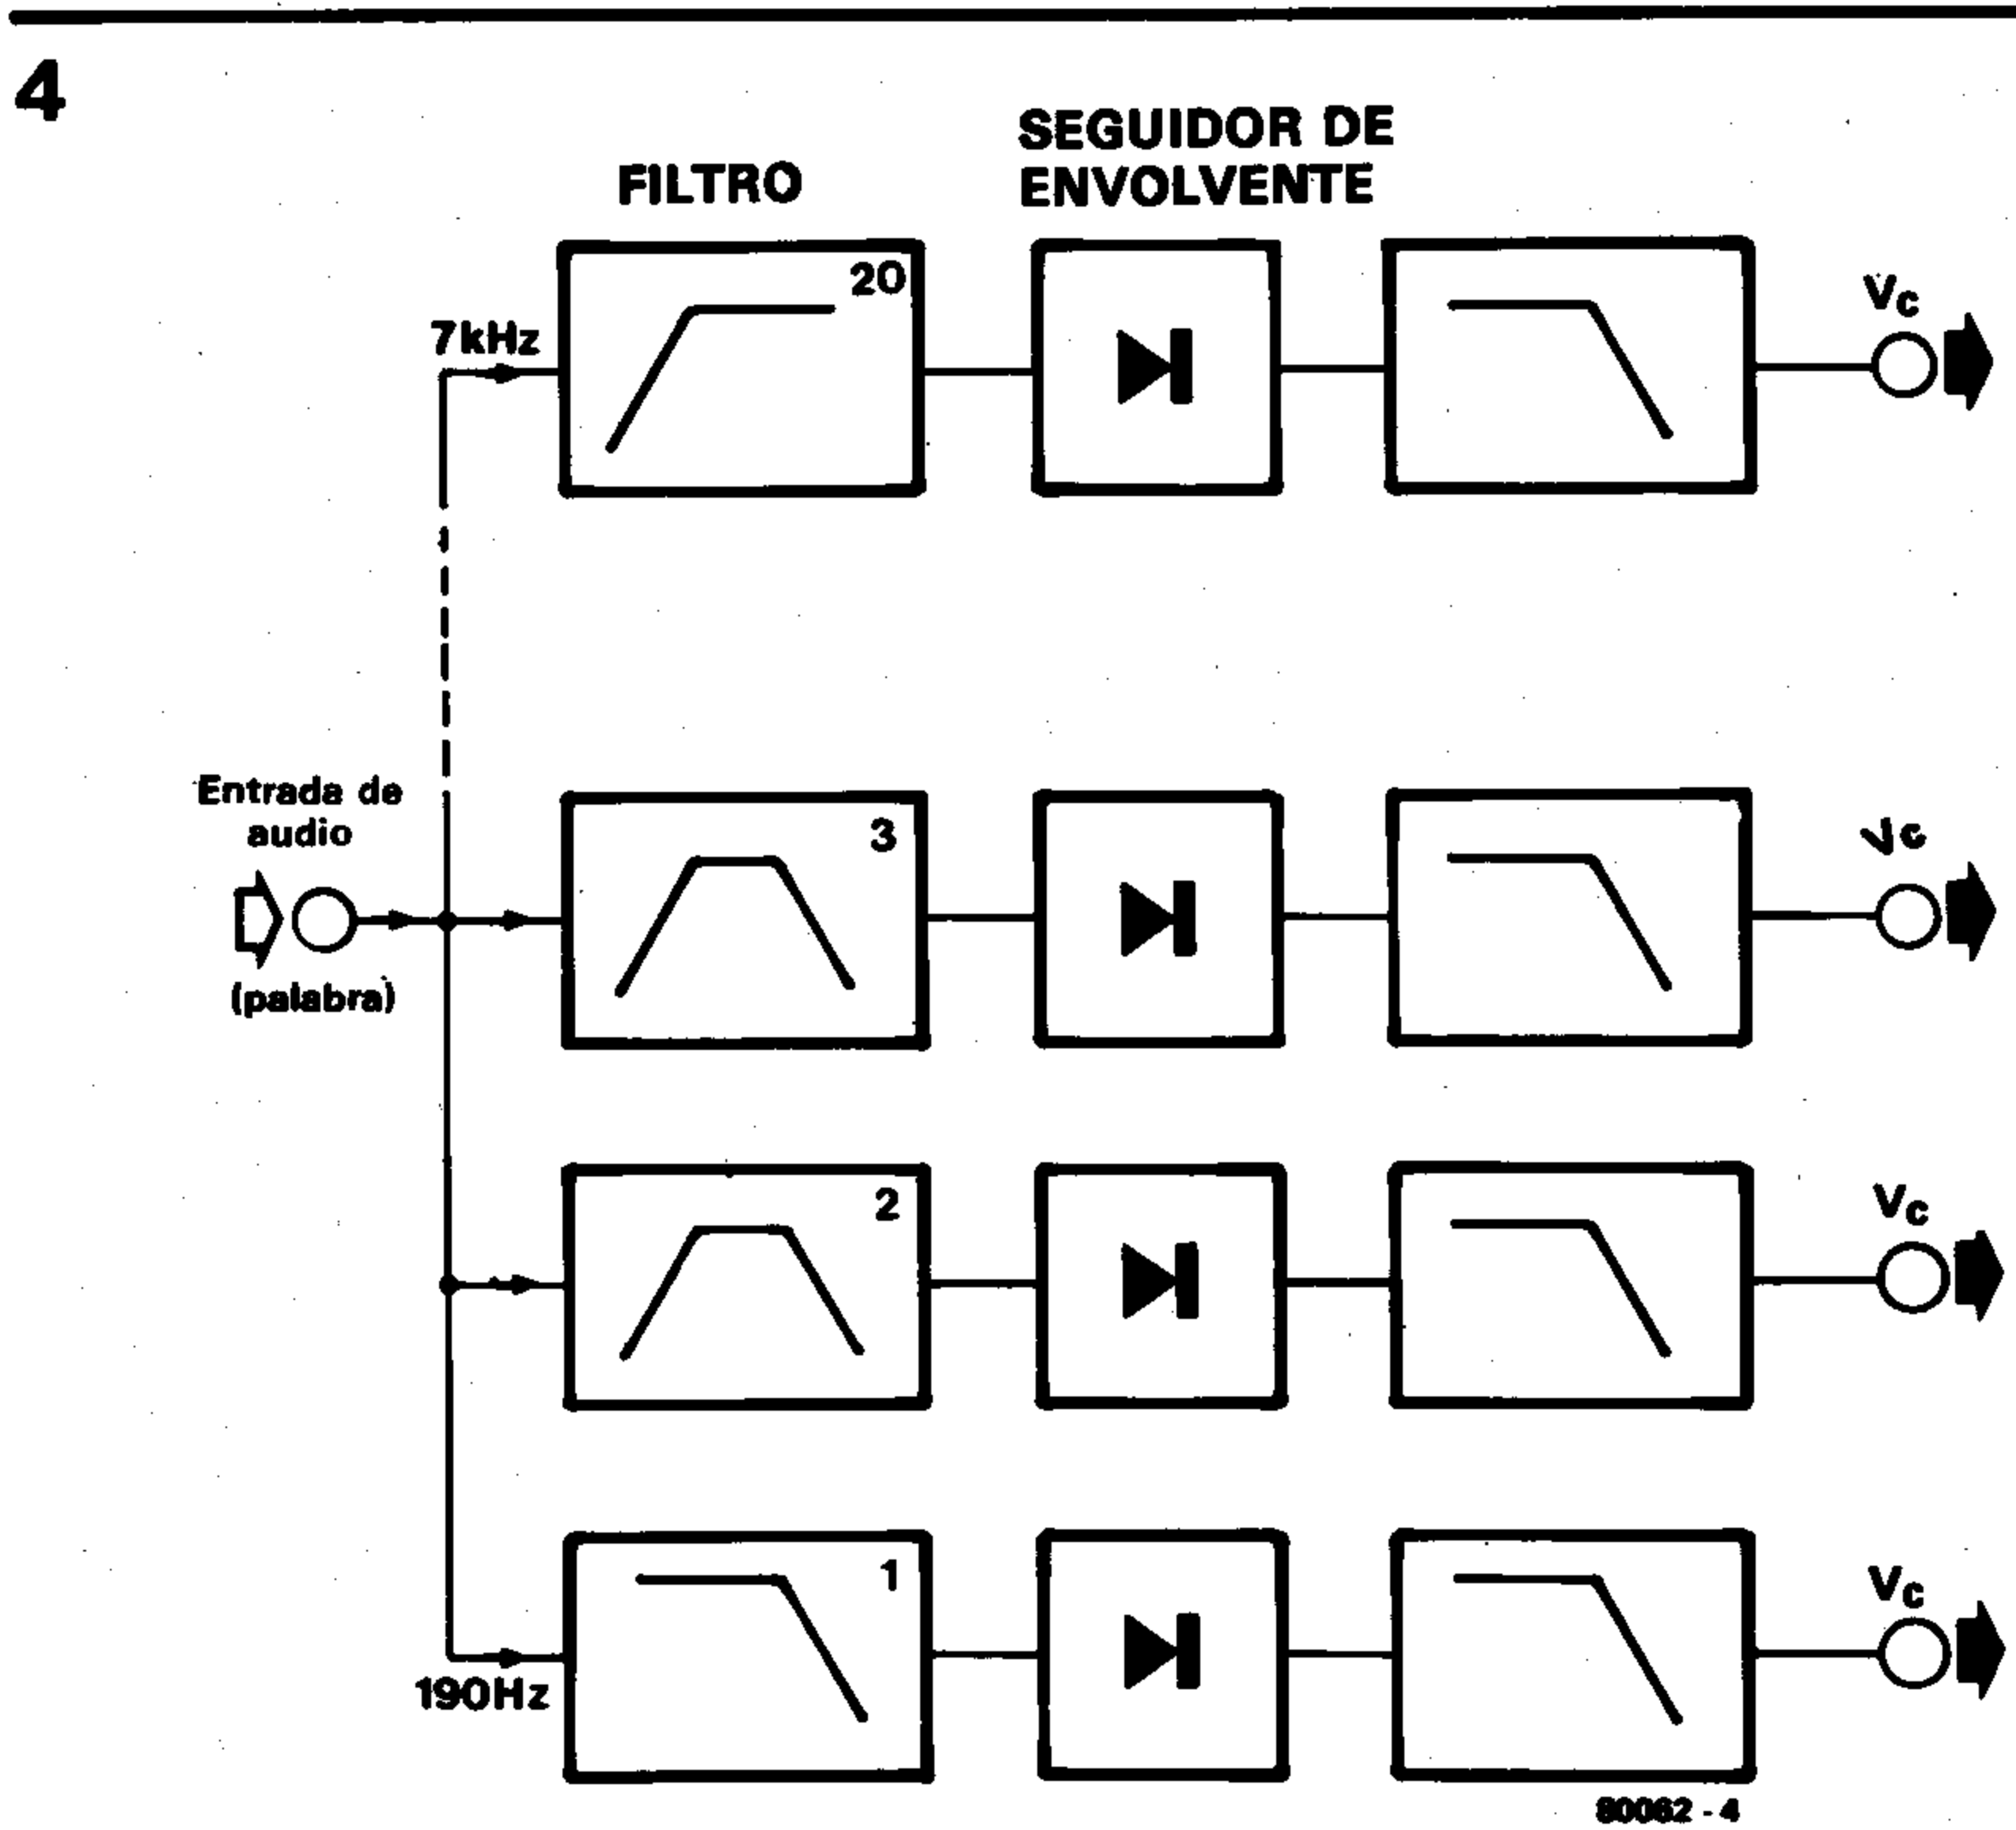 4
FILTRO
SEGUIDOR DE
ENVOLVENTE
20
7kHz
Vc
Entrada de
audio
(palabra)
3
Vc
2
Vc
1
190Hz
Vc
80062 - 4